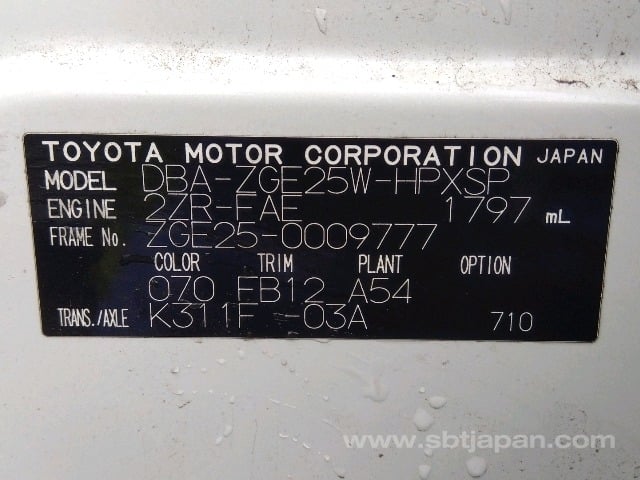 TOYOTA MOTOR CORPORATION JAPAN
MODEL DBA-ZGE25W-HPXSP
ENGINE 2ZR-FAE 1797 mL
FRAME No. ZGE25-0009777
COLOR TRIM PLANT OPTION
070 FB12 A54
TRANS./AXLE K311F -03A 710
www.sbtjapan.com